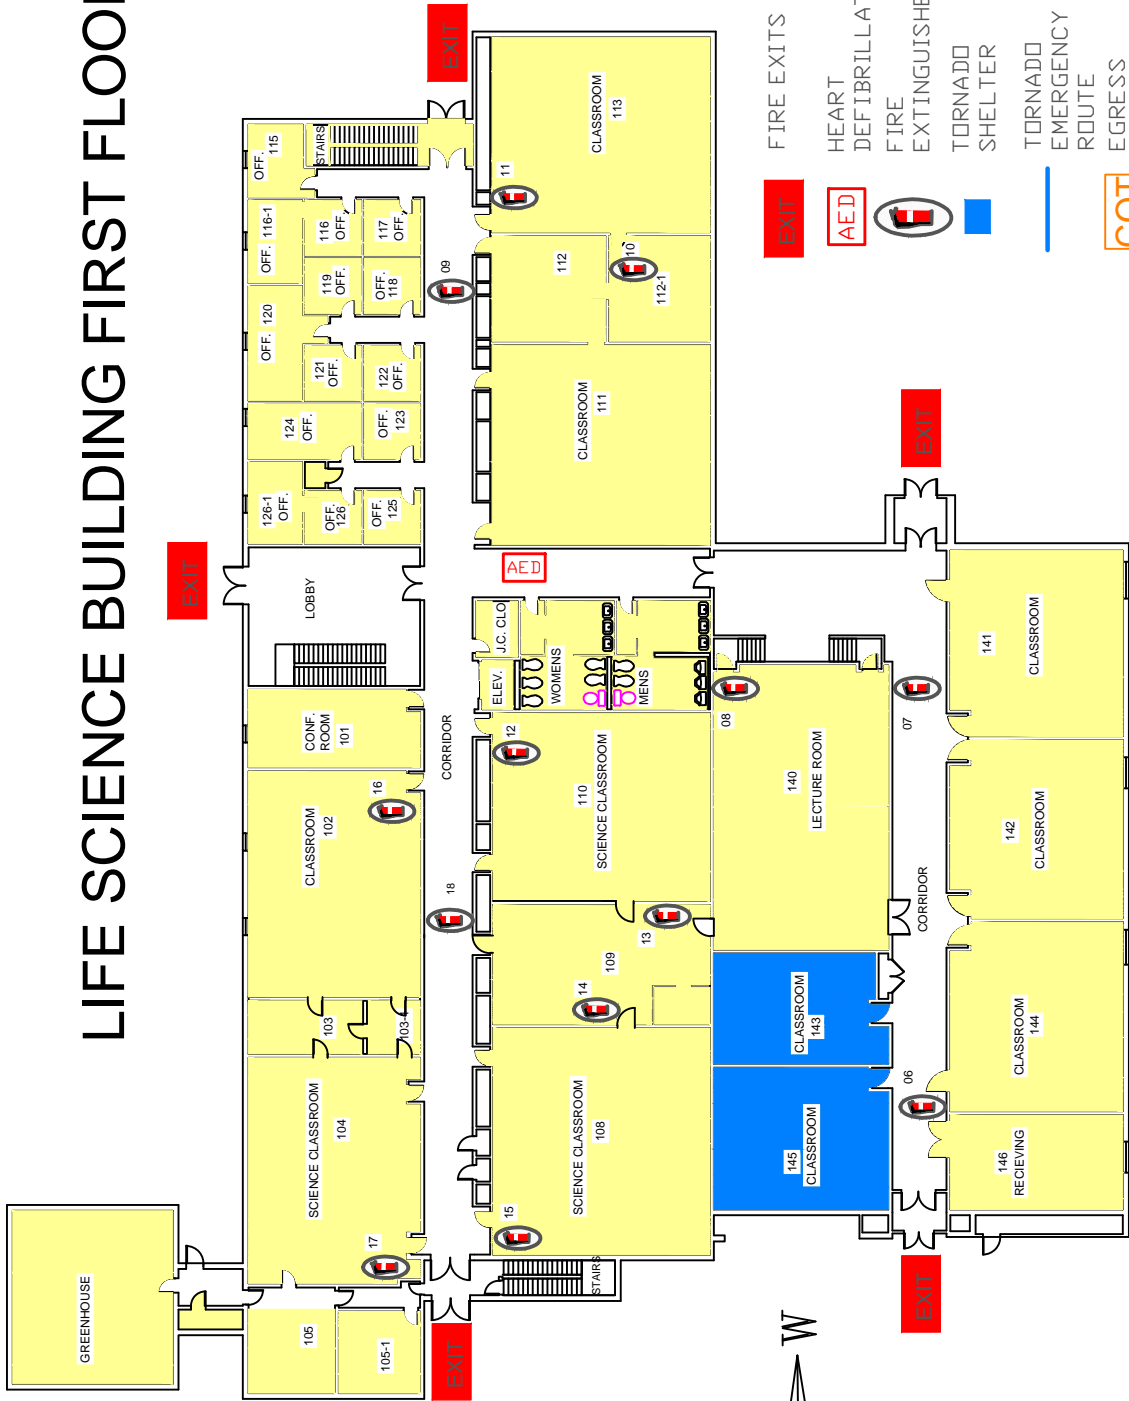 LIFE SCIENCE BUILDING FIRST FLOO
EXIT
FIRE EXITS
AED
HEART
DEFIBRILLAT
FIRE
EXTINGUISHE
TORNADO
SHELTER
TORNADO
EMERGENCY
ROUTE
EGRESS
EXIT
EXIT
EXIT
EXIT
EXIT
AED
GREENHOUSE
105
105-1
17
SCIENCE CLASSROOM
104
103
103-1
CLASSROOM
102
16
CONF.
ROOM
101
LOBBY
126-1
OFF.
OFF.
126
OFF.
125
124
OFF.
OFF.
123
OFF. 120
121
OFF.
122
OFF.
119
OFF.
OFF.
118
OFF. 116-1
116
OFF.
117
OFF.
OFF.
115
STAIRS
CORRIDOR
18
09
STAIRS
15
SCIENCE CLASSROOM
108
14
109
13
12
110
SCIENCE CLASSROOM
ELEV.
J.C. CLO
WOMENS
MENS
CLASSROOM
111
112
112-1
10
11
CLASSROOM
113
145
CLASSROOM
CLASSROOM
143
140
LECTURE ROOM
08
07
06
CORRIDOR
146
RECIEVING
CLASSROOM
144
142
CLASSROOM
141
CLASSROOM
W